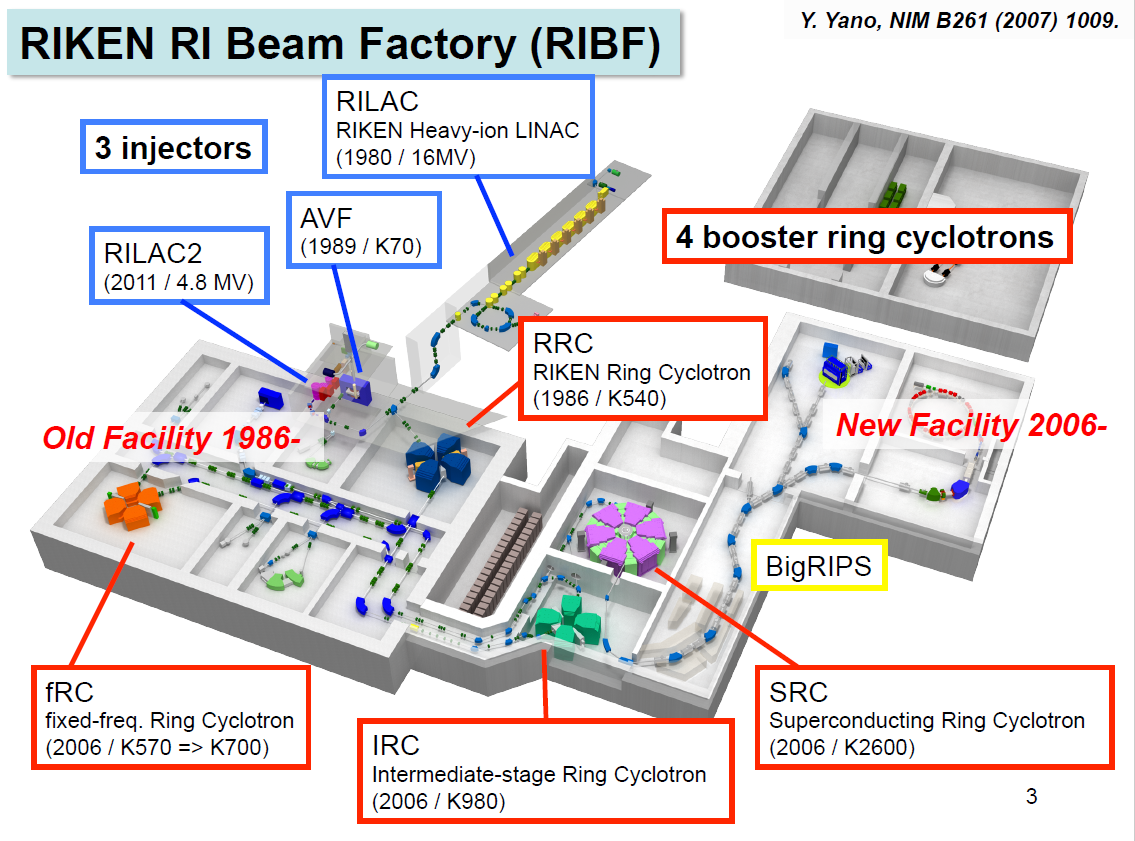 Y. Yano, NIM B261 (2007) 1009.
RIKEN RI Beam Factory (RIBF)
RILAC
RIKEN Heavy-ion LINAC
(1980 / 16MV)
3 injectors
AVF
(1989 / K70)
RILAC2
(2011 / 4.8 MV)
4 booster ring cyclotrons
RRC
RIKEN Ring Cyclotron
(1986 / K540)
Old Facility 1986-
New Facility 2006-
BigRIPS
fRC
fixed-freq. Ring Cyclotron
(2006 / K570 => K700)
IRC
Intermediate-stage Ring Cyclotron
(2006 / K980)
SRC
Superconducting Ring Cyclotron
(2006 / K2600)
3